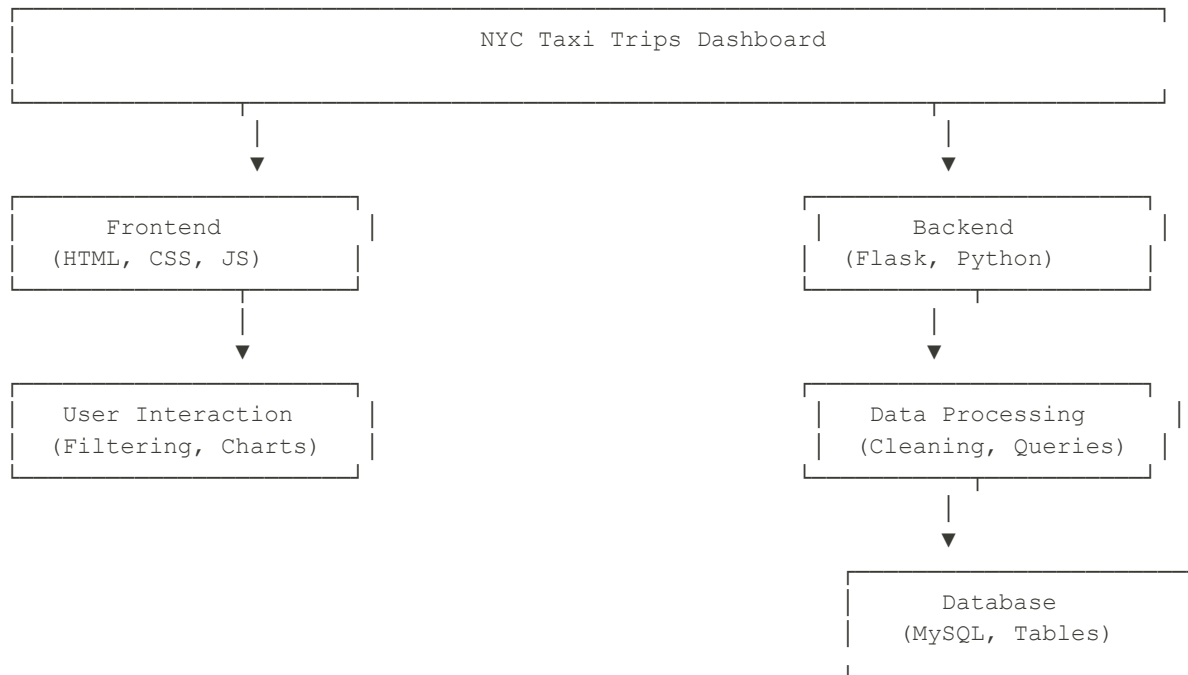 NYC Taxi Trips Dashboard
Frontend
(HTML, CSS, JS)
Backend
(Flask, Python)
User Interaction
(Filtering, Charts)
Data Processing
(Cleaning, Queries)
Database
(MySQL, Tables)